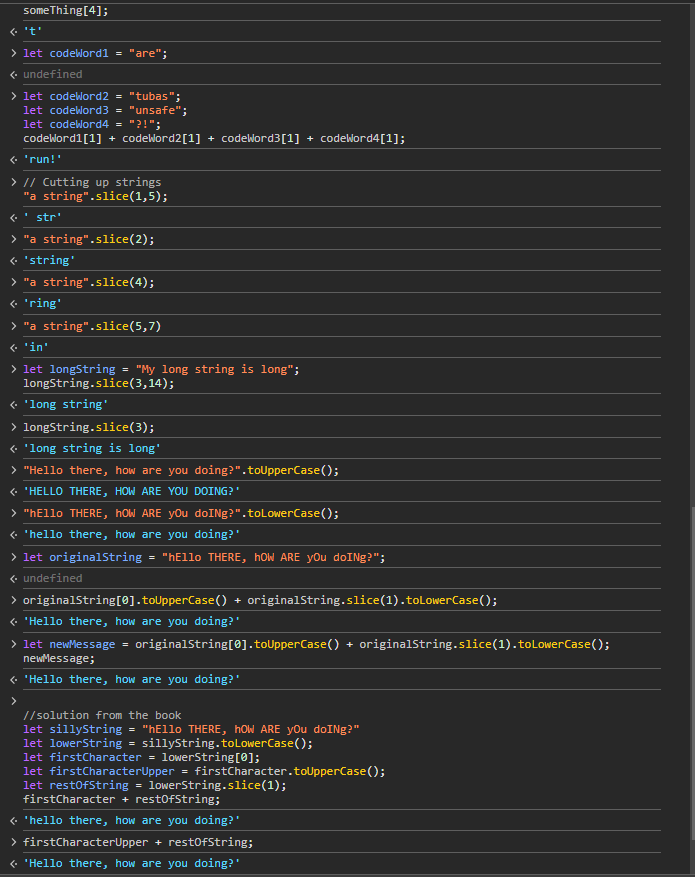 someThing[4];
't'
let codeWord1 = "are";
undefined
let codeWord2 = "tubas";
let codeWord3 = "unsafe";
let codeWord4 = "?!";
codeWord1[1] + codeWord2[1] + codeWord3[1] + codeWord4[1];
'run!'
// Cutting up strings
"a string".slice(1,5);
' str'
"a string".slice(2);
'string'
"a string".slice(4);
'ring'
"a string".slice(5,7)
'in'
let longString = "My long string is long";
longString.slice(3,14);
'long string'
longString.slice(3);
'long string is long'
"Hello there, how are you doing?".toUpperCase();
'HELLO THERE, HOW ARE YOU DOING?'
"hEllo THERE, hOW ARE yOu doINg?".toLowerCase();
'hello there, how are you doing?'
let originalString = "hEllo THERE, hOW ARE yOu doINg?";
undefined
originalString[0].toUpperCase() + originalString.slice(1).toLowerCase();
'Hello there, how are you doing?'
let newMessage = originalString[0].toUpperCase() + originalString.slice(1).toLowerCase();
newMessage;
'Hello there, how are you doing?'
//solution from the book
let sillyString = "hEllo THERE, hOW ARE yOu doINg?"
let lowerString = sillyString.toLowerCase();
let firstCharacter = lowerString[0];
let firstCharacterUpper = firstCharacter.toUpperCase();
let restOfString = lowerString.slice(1);
firstCharacter + restOfString;
'hello there, how are you doing?'
firstCharacterUpper + restOfString;
'Hello there, how are you doing?'